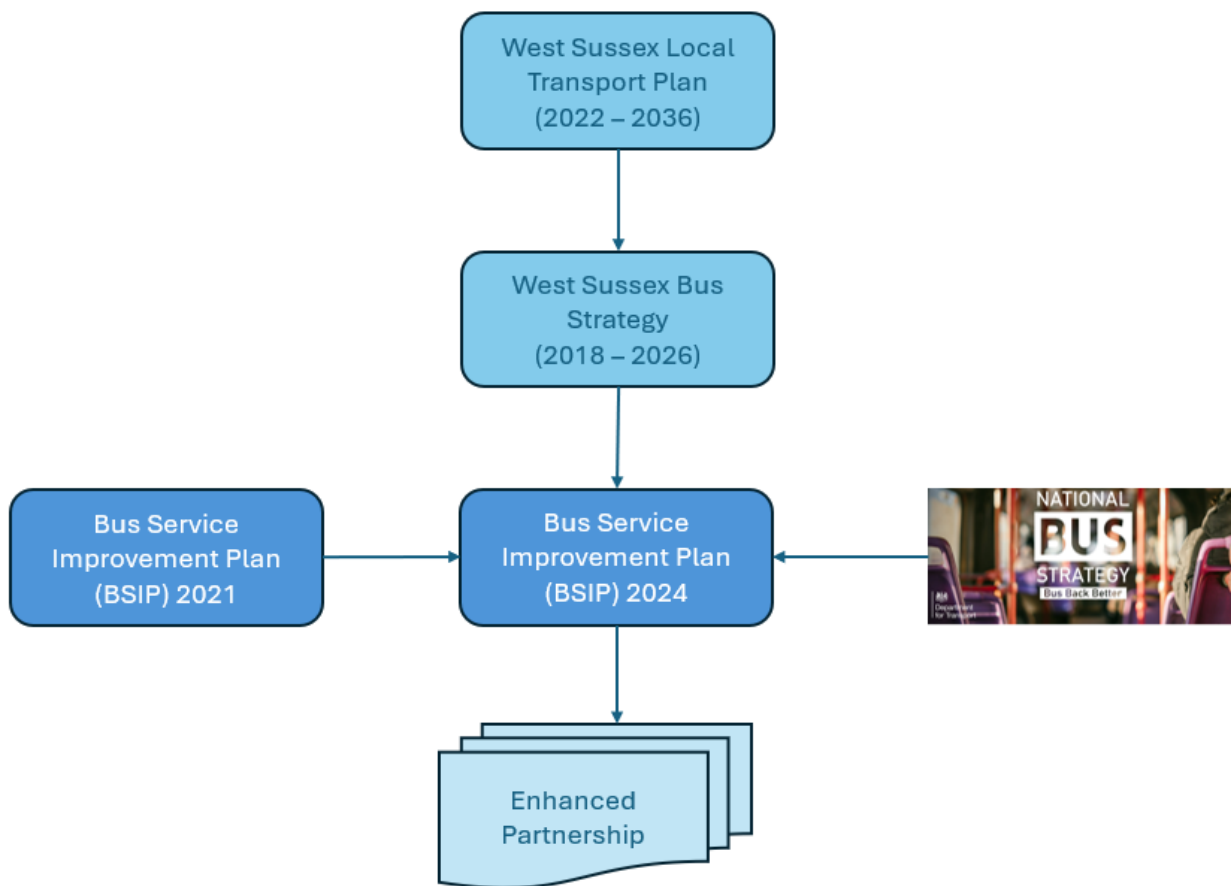 West Sussex Local
Transport Plan
(2022 – 2036)
West Sussex Bus
Strategy
(2018 – 2026)
Bus Service
Improvement Plan
(BSIP) 2021
Bus Service
Improvement Plan
(BSIP) 2024
NATIONAL
BUS
STRATEGY
Bus Back Better
Department
for Transport
Enhanced
Partnership